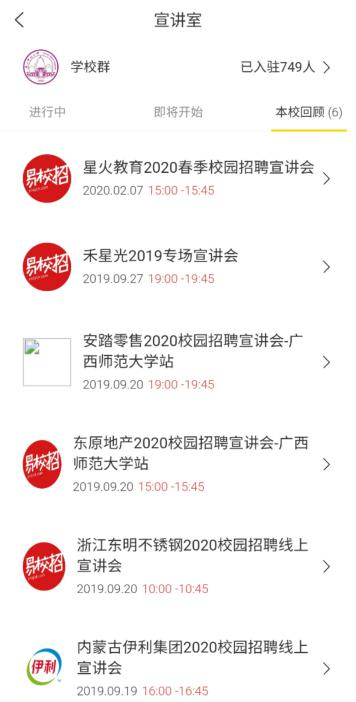 宣讲室
学校群
已入驻749人
进行中
即将开始
本校回顾 (6)
易校招
星火教育2020春季校园招聘宣讲会
2020.02.07 15:00 -15:45
易校招
禾星光2019专场宣讲会
2019.09.27 19:00 -19:45
安踏零售2020校园招聘宣讲会-广
西师范大学站
2019.09.20 19:00 -19:45
易校招
东原地产2020校园招聘宣讲会-广西
师范大学站
2019.09.20 15:00 -15:45
易校招
浙江东明不锈钢2020校园招聘线上
宣讲会
2019.09.20 10:00 -10:45
伊利
内蒙古伊利集团2020校园招聘线上
宣讲会
2019.09.19 16:00 -16:45